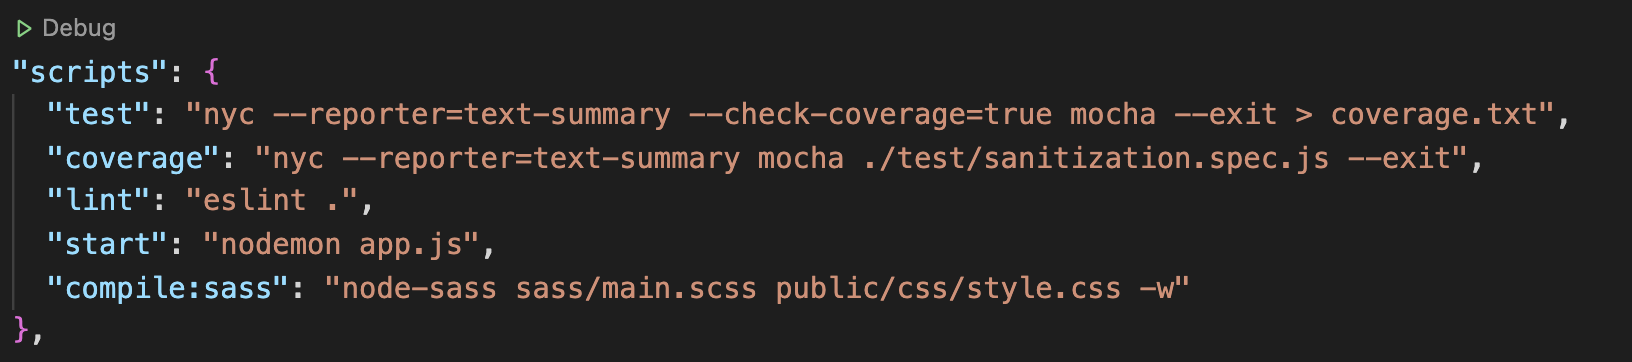 Debug
"scripts": {
"test": "nyc --reporter=text-summary --check-coverage=true mocha --exit > coverage.txt",
"coverage": "nyc --reporter=text-summary mocha ./test/sanitization.spec.js --exit",
"lint": "eslint .",
"start": "nodemon app.js",
"compile:sass": "node-sass sass/main.scss public/css/style.css -w"
},